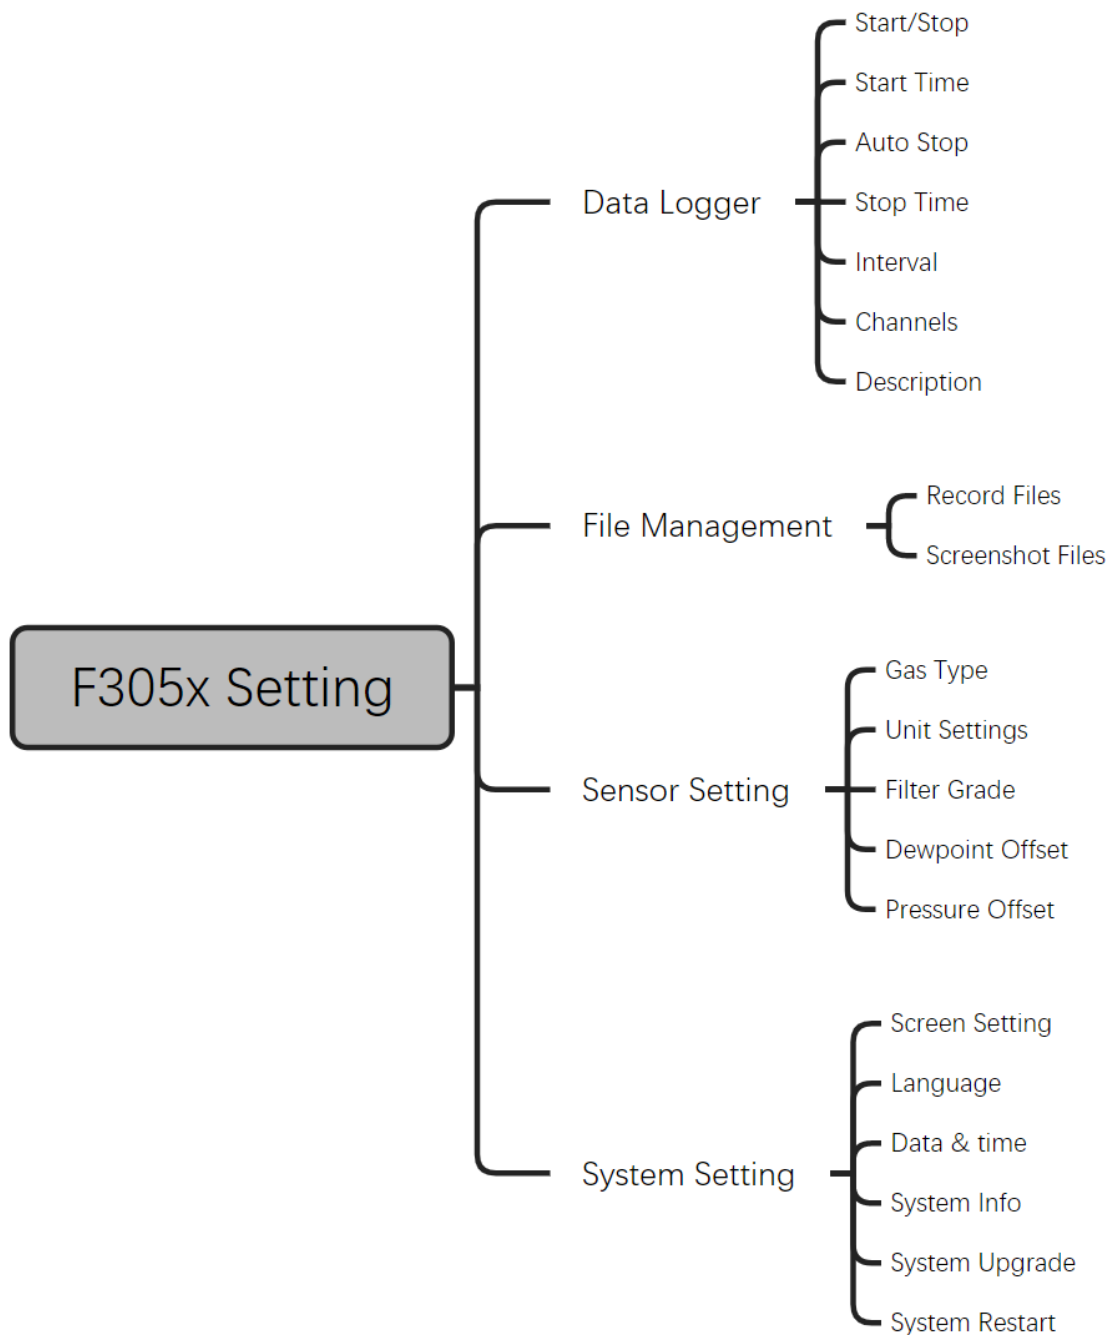 F305x Setting
Data Logger
Start/Stop
Start Time
Auto Stop
Stop Time
Interval
Channels
Description
File Management
Record Files
Screenshot Files
Sensor Setting
Gas Type
Unit Settings
Filter Grade
Dewpoint Offset
Pressure Offset
System Setting
Screen Setting
Language
Data & time
System Info
System Upgrade
System Restart